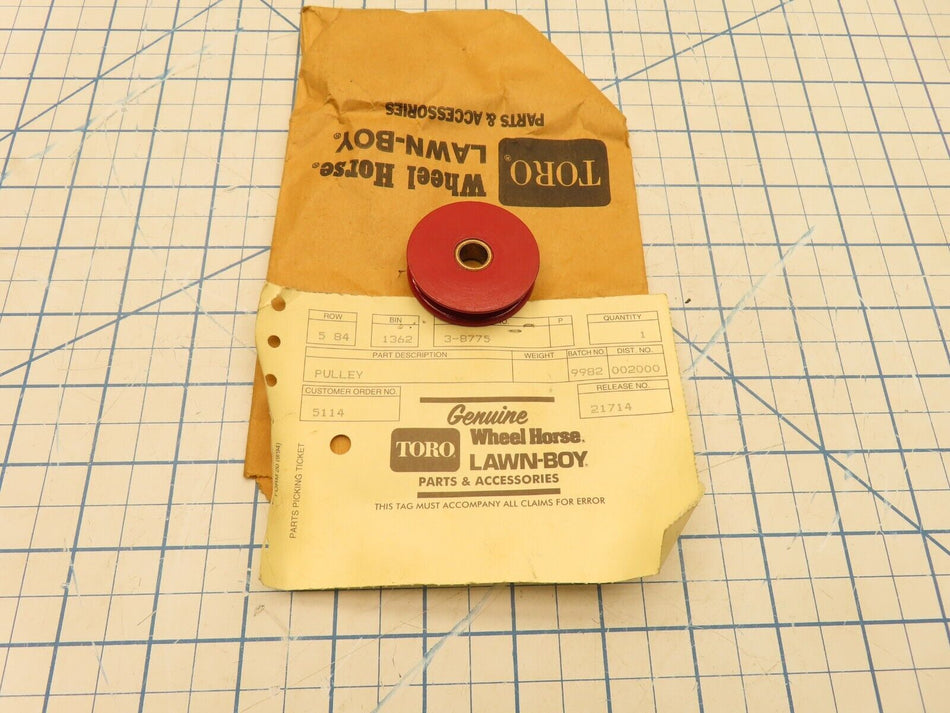 TORO®
Wheel Horse®
LAWN-BOY®
PARTS & ACCESSORIES
ROW
BIN
NO
P
QUANTITY
5 84
1362
3-8775
1
PART DESCRIPTION
WEIGHT
BATCH NO.
DIST. NO.
PULLEY
9982
002000
CUSTOMER ORDER NO.
RELEASE NO.
5114
21714
Genuine
TORO
Wheel Horse®
LAWN-BOY®
PARTS & ACCESSORIES
THIS TAG MUST ACCOMPANY ALL CLAIMS FOR ERROR
PARTS PICKING TICKET